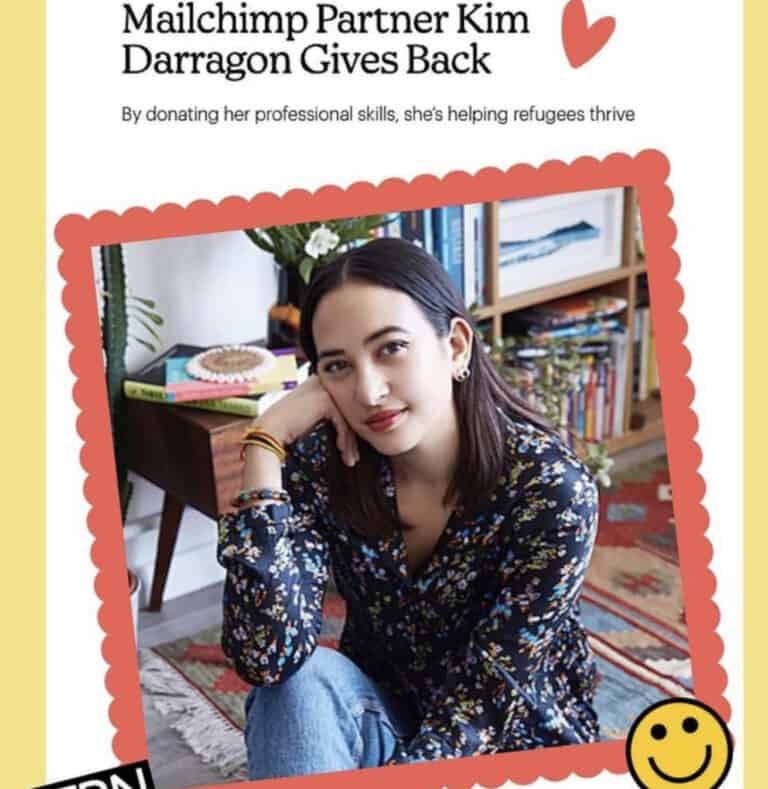 Mailchimp Partner Kim
Darragon Gives Back
By donating her professional skills, she's helping refugees thrive